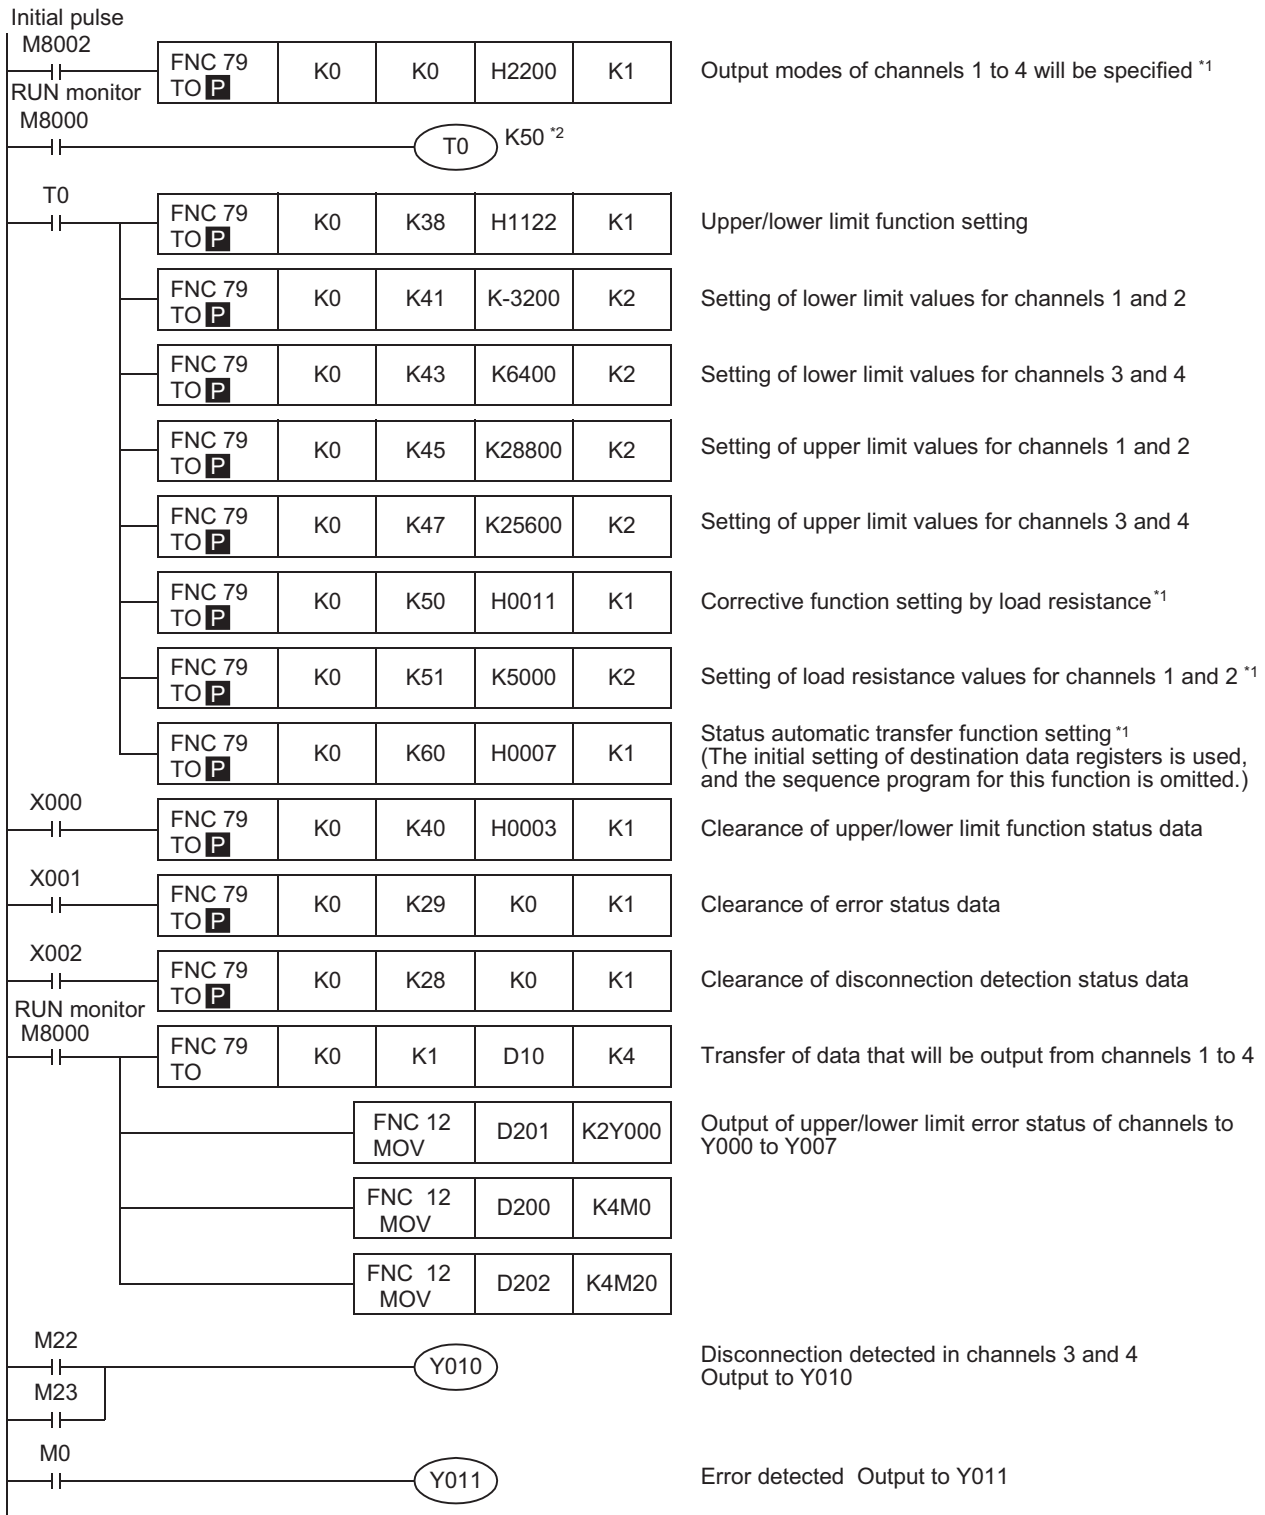 Initial pulse
M8002
FNC 79
TO P
K0
K0
H2200
K1
Output modes of channels 1 to 4 will be specified *1
RUN monitor
M8000
T0
K50 *2
T0
FNC 79
TO P
K0
K38
H1122
K1
Upper/lower limit function setting
FNC 79
TO P
K0
K41
K-3200
K2
Setting of lower limit values for channels 1 and 2
FNC 79
TO P
K0
K43
K6400
K2
Setting of lower limit values for channels 3 and 4
FNC 79
TO P
K0
K45
K28800
K2
Setting of upper limit values for channels 1 and 2
FNC 79
TO P
K0
K47
K25600
K2
Setting of upper limit values for channels 3 and 4
FNC 79
TO P
K0
K50
H0011
K1
Corrective function setting by load resistance *1
FNC 79
TO P
K0
K51
K5000
K2
Setting of load resistance values for channels 1 and 2 *1
FNC 79
TO P
K0
K60
H0007
K1
Status automatic transfer function setting *1
(The initial setting of destination data registers is used,
and the sequence program for this function is omitted.)
X000
FNC 79
TO P
K0
K40
H0003
K1
Clearance of upper/lower limit function status data
X001
FNC 79
TO P
K0
K29
K0
K1
Clearance of error status data
X002
FNC 79
TO P
K0
K28
K0
K1
Clearance of disconnection detection status data
RUN monitor
M8000
FNC 79
TO
K0
K1
D10
K4
Transfer of data that will be output from channels 1 to 4
FNC 12
MOV
D201
K2Y000
Output of upper/lower limit error status of channels to
Y000 to Y007
FNC 12
MOV
D200
K4M0
FNC 12
MOV
D202
K4M20
M22
M23
Y010
Disconnection detected in channels 3 and 4
Output to Y010
M0
Y011
Error detected Output to Y011